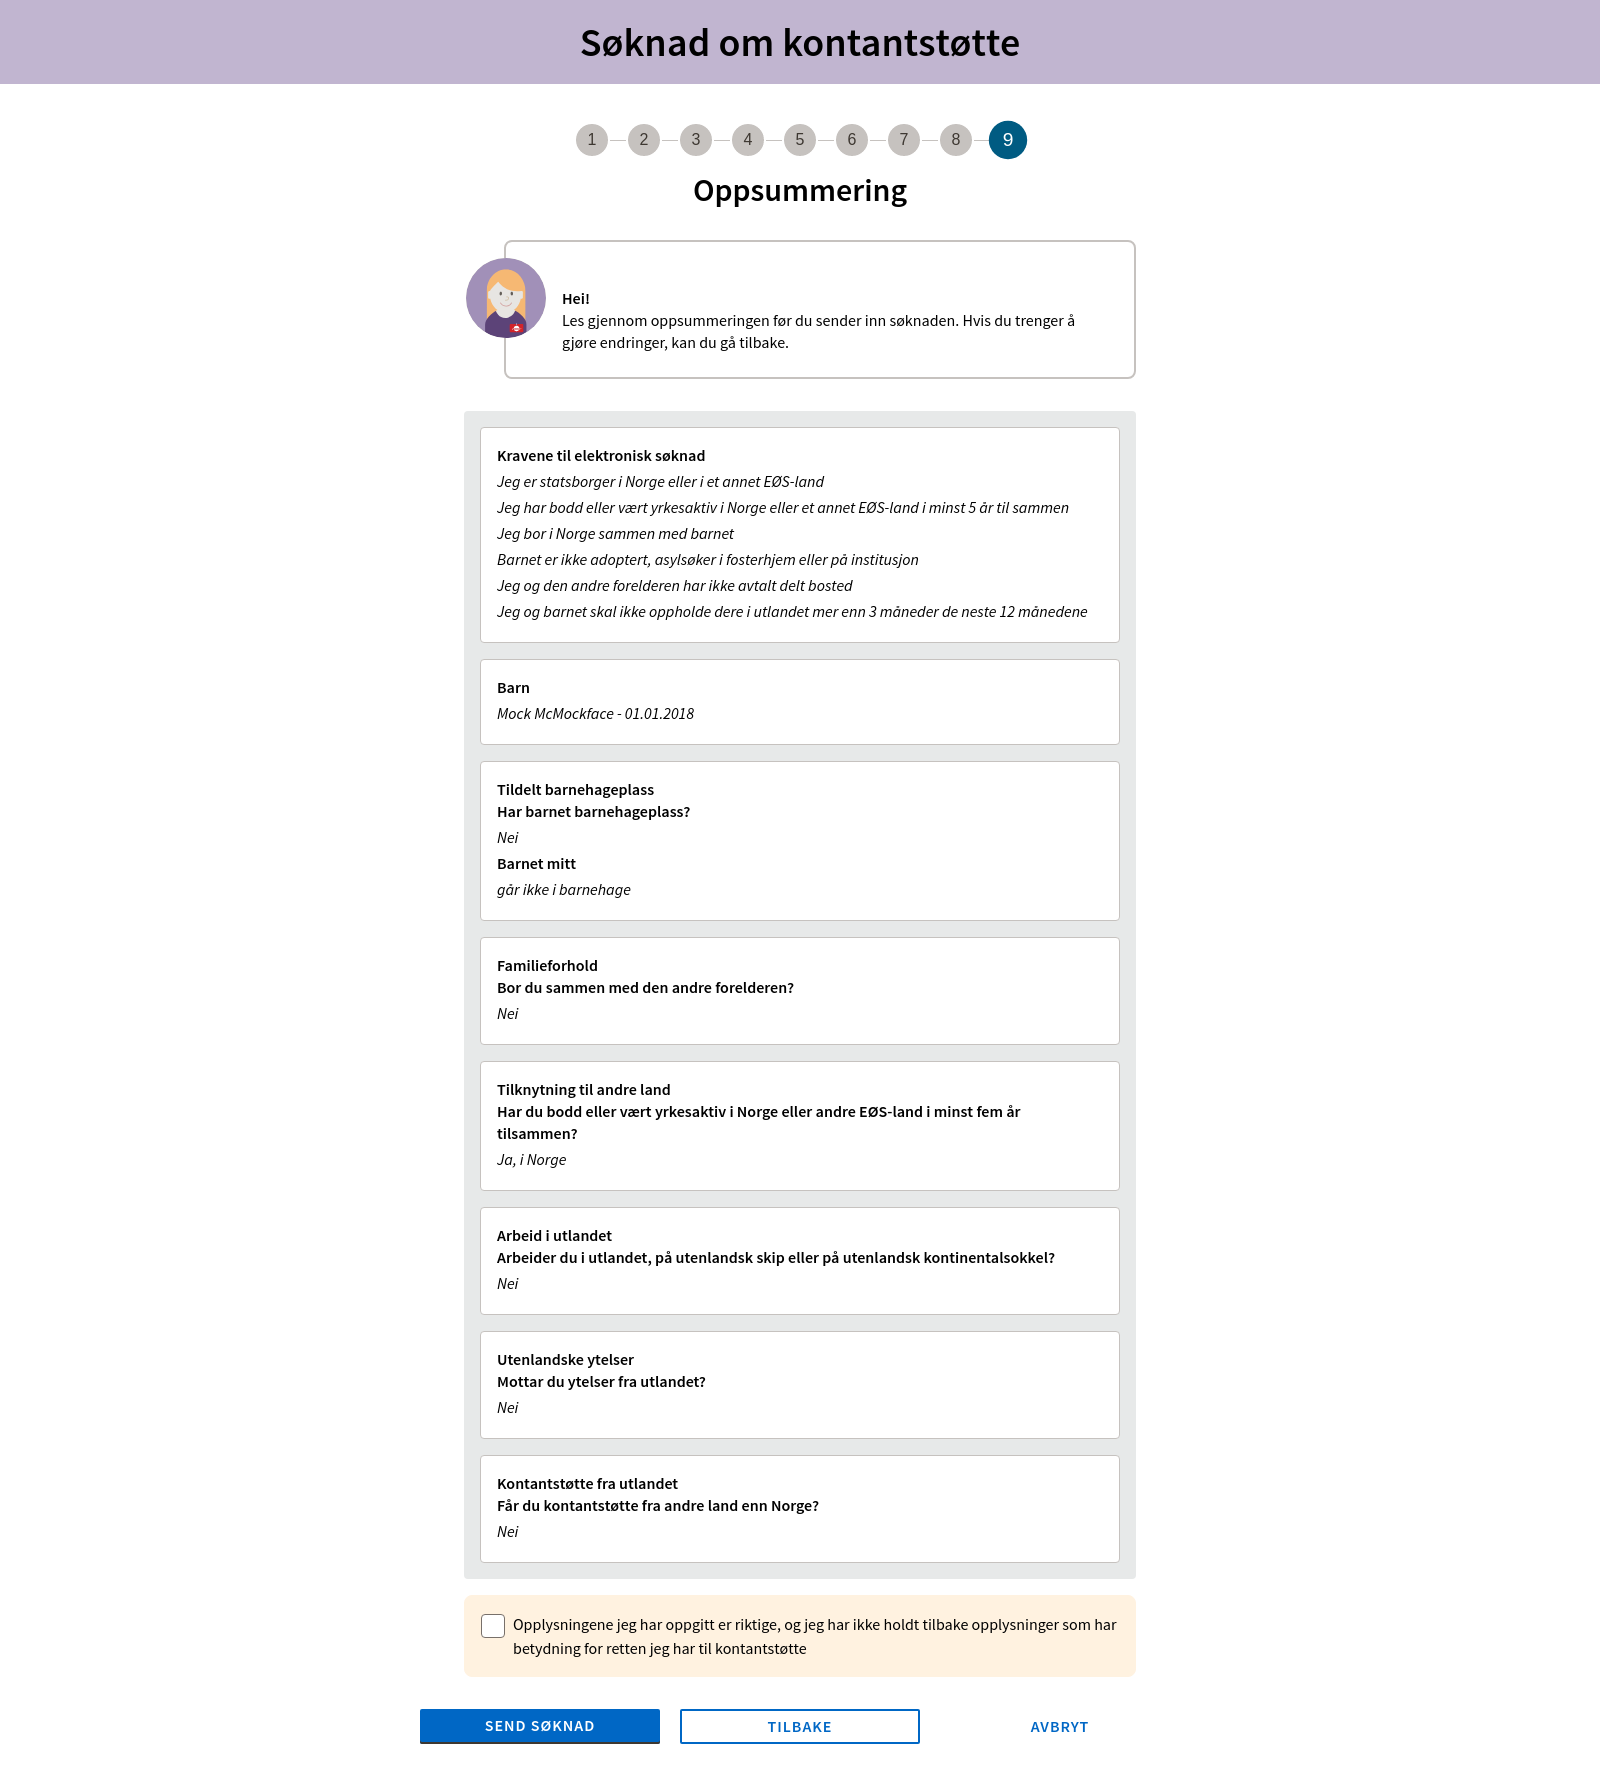 Søknad om kontantstøtte
1 2 3 4 5 6 7 8 9
Oppsummering
Hei!
Les gjennom oppsummeringen før du sender inn søknaden. Hvis du trenger å
gjøre endringer, kan du gå tilbake.
Kravene til elektronisk søknad
Jeg er statsborger i Norge eller i et annet EØS-land
Jeg har bodd eller vært yrkesaktiv i Norge eller et annet EØS-land i minst 5 år til sammen
Jeg bor i Norge sammen med barnet
Barnet er ikke adoptert, asylsøker i fosterhjem eller på institusjon
Jeg og den andre forelderen har ikke avtalt delt bosted
Jeg og barnet skal ikke oppholde dere i utlandet mer enn 3 måneder de neste 12 månedene
Barn
Mock McMockface - 01.01.2018
Tildelt barnehageplass
Har barnet barnehageplass?
Nei
Barnet mitt
går ikke i barnehage
Familieforhold
Bor du sammen med den andre forelderen?
Nei
Tilknytning til andre land
Har du bodd eller vært yrkesaktiv i Norge eller andre EØS-land i minst fem år
tilsammen?
Ja, i Norge
Arbeid i utlandet
Arbeider du i utlandet, på utenlandsk skip eller på utenlandsk kontinentalsokkel?
Nei
Utenlandske ytelser
Mottar du ytelser fra utlandet?
Nei
Kontantstøtte fra utlandet
Får du kontantstøtte fra andre land enn Norge?
Nei
Opplysningene jeg har oppgitt er riktige, og jeg har ikke holdt tilbake opplysninger som har
betydning for retten jeg har til kontantstøtte
SEND SØKNAD
TILBAKE
AVBRYT